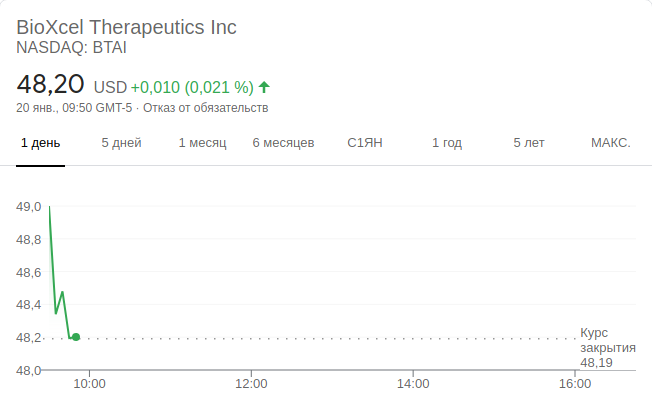 BioXcel Therapeutics Inc
NASDAQ: BTAI
48,20 USD +0,010 (0,021 %)
20 янв., 09:50 GMT-5 · Отказ от обязательств
1 день 5 дней 1 месяц 6 месяцев С1ЯН 1 год 5 лет МАКС.
49,0
48,8
48,6
48,4
48,2
48,0
Курс
закрытия
48,19
10:00 12:00 14:00 16:00